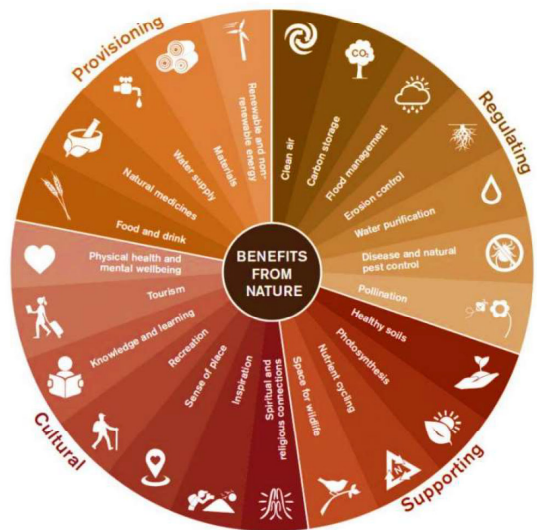 BENEFITS
FROM
NATURE
Provisioning
Food and drink
Natural medicines
Water supply
Materials
Renewable and non-
renewable energy
Regulating
Clean air
CO₂
Carbon storage
Flood management
Erosion control
Water purification
Disease and natural
pest control
Pollination
Supporting
Healthy soils
Photosynthesis
N
Nutrient cycling
Space for wildlife
Cultural
Spiritual and
religious connections
Inspiration
Sense of place
Recreation
Knowledge and learning
Tourism
Physical health and
mental wellbeing